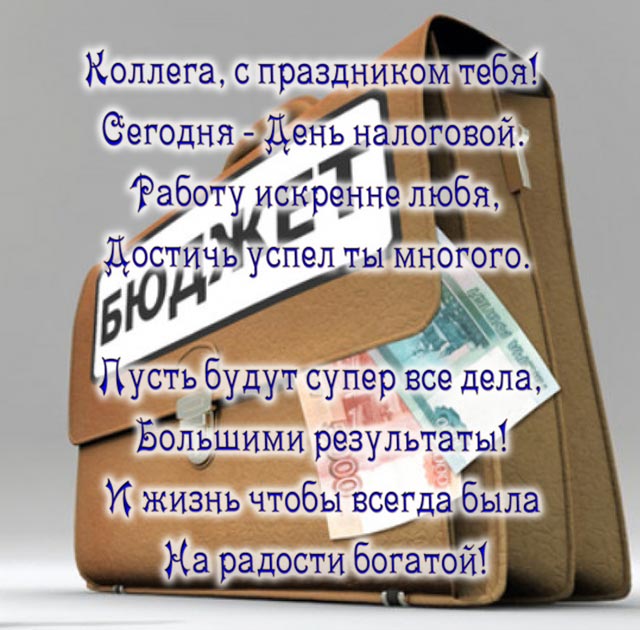 Коллега, с праздником тебя!
Сегодня - День налоговой.
Работу искренне любя,
Достичь успел ты многого.
БЮДЖЕТ
Пусть будут супер все дела,
Большими результаты!
И жизнь чтобы всегда была
На радости богатой!